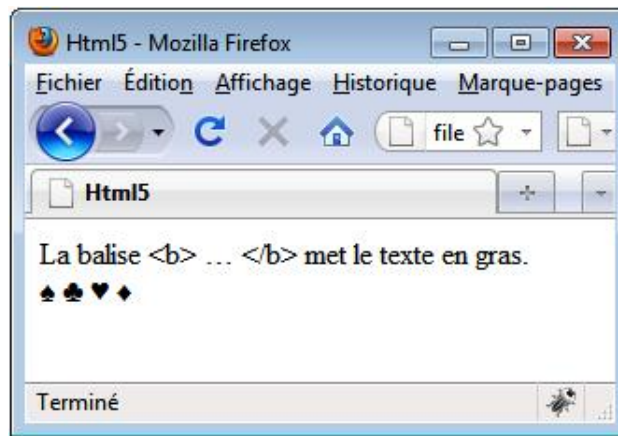 Html5 - Mozilla Firefox
Fichier Édition Affichage Historique Marque-pages
file
Html5
La balise <b> … </b> met le texte en gras.
♠ ♣ ♥ ♦
Terminé